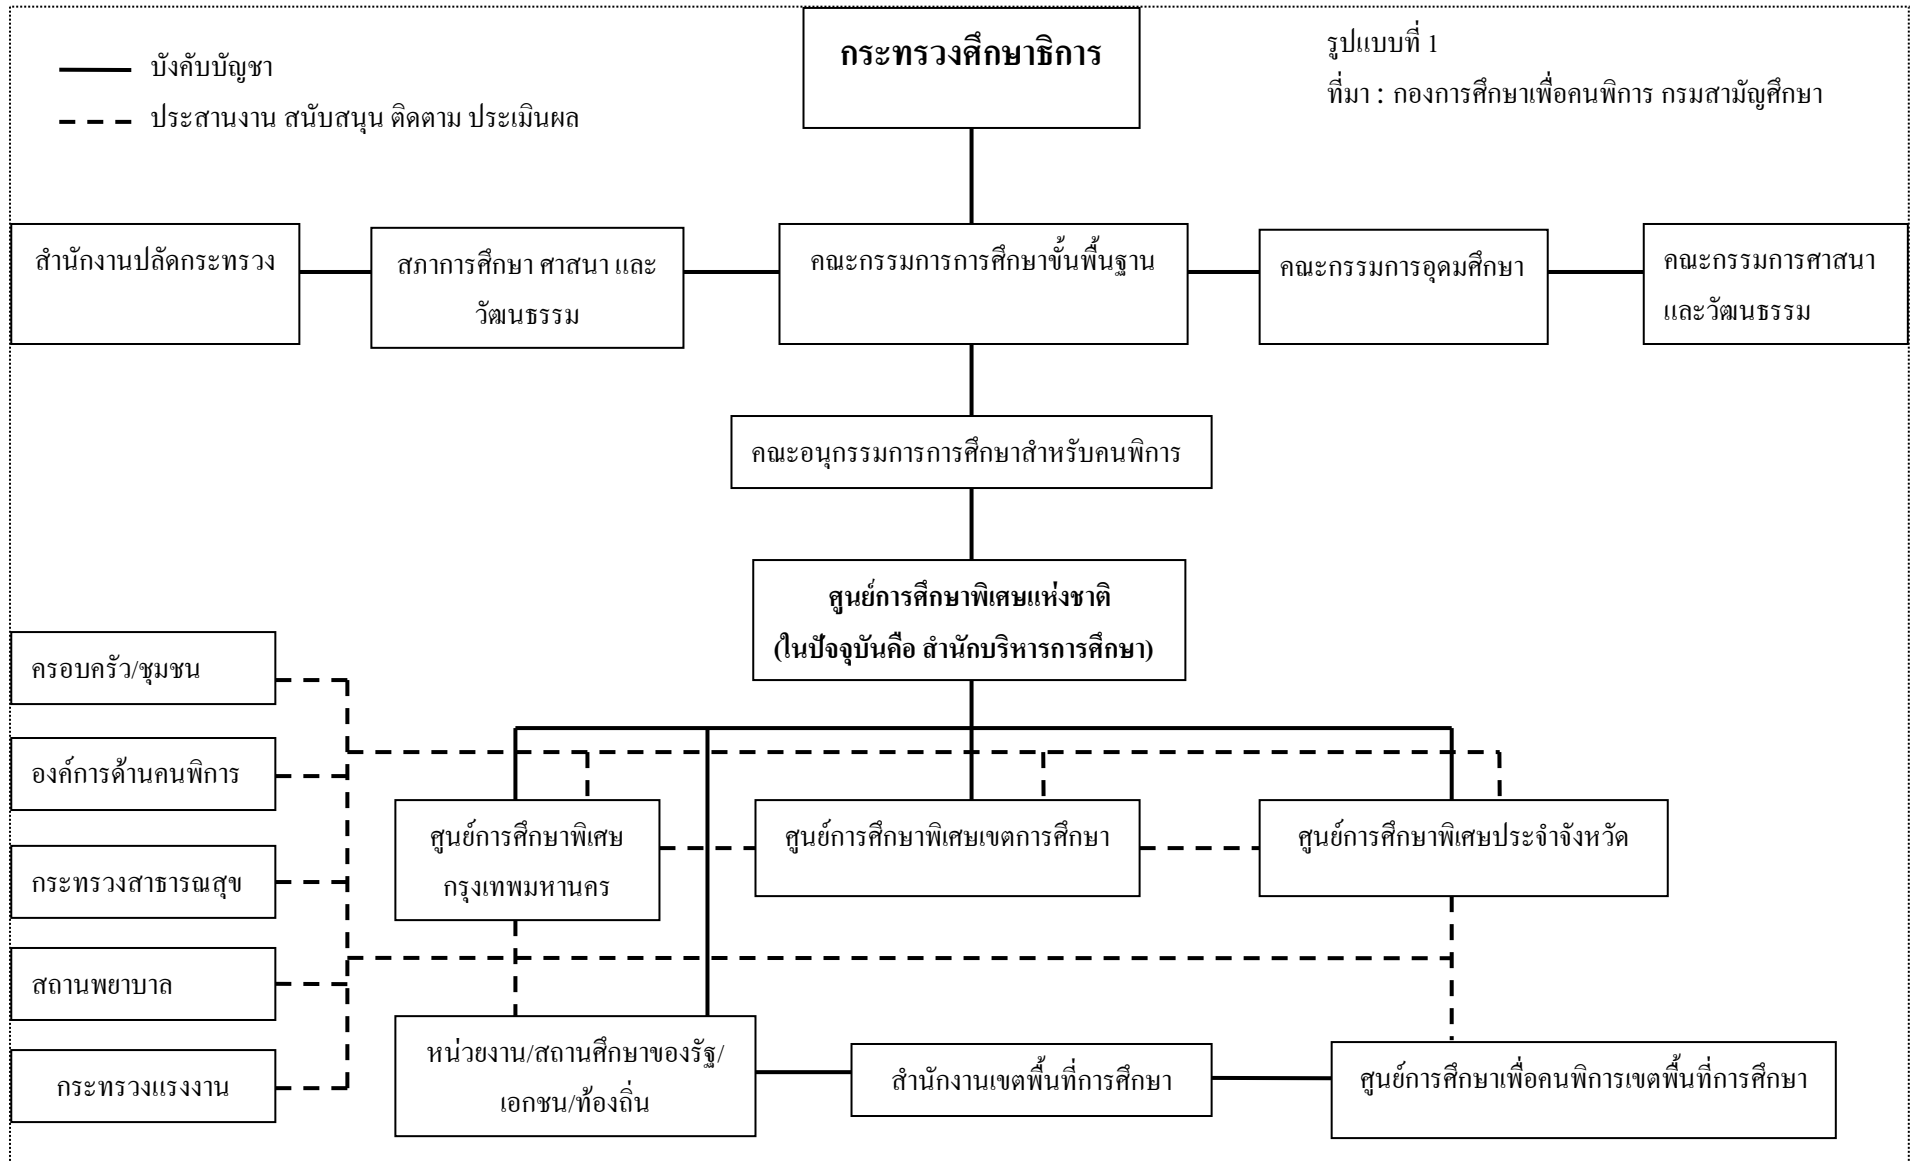 กระทรวงศึกษาธิการ
บังคับบัญชา
ประสานงาน สนับสนุน ติดตาม ประเมินผล
รูปแบบที่ 1
ที่มา : กองการศึกษาเพื่อคนพิการ กรมสามัญศึกษา
สำนักงานปลัดกระทรวง
สภาการศึกษา ศาสนา และ
วัฒนธรรม
คณะกรรมการการศึกษาขั้นพื้นฐาน
คณะกรรมการอุดมศึกษา
คณะกรรมการศาสนา
และวัฒนธรรม
คณะอนุกรรมการการศึกษาสำหรับคนพิการ
ศูนย์การศึกษาพิเศษแห่งชาติ
(ในปัจจุบันคือ สำนักบริหารการศึกษา)
ครอบครัว/ชุมชน
องค์การด้านคนพิการ
กระทรวงสาธารณสุข
สถานพยาบาล
กระทรวงแรงงาน
ศูนย์การศึกษาพิเศษ
กรุงเทพมหานคร
ศูนย์การศึกษาพิเศษเขตการศึกษา
ศูนย์การศึกษาพิเศษประจำจังหวัด
หน่วยงาน/สถานศึกษาของรัฐ/
เอกชน/ท้องถิ่น
สำนักงานเขตพื้นที่การศึกษา
ศูนย์การศึกษาเพื่อคนพิการเขตพื้นที่การศึกษา